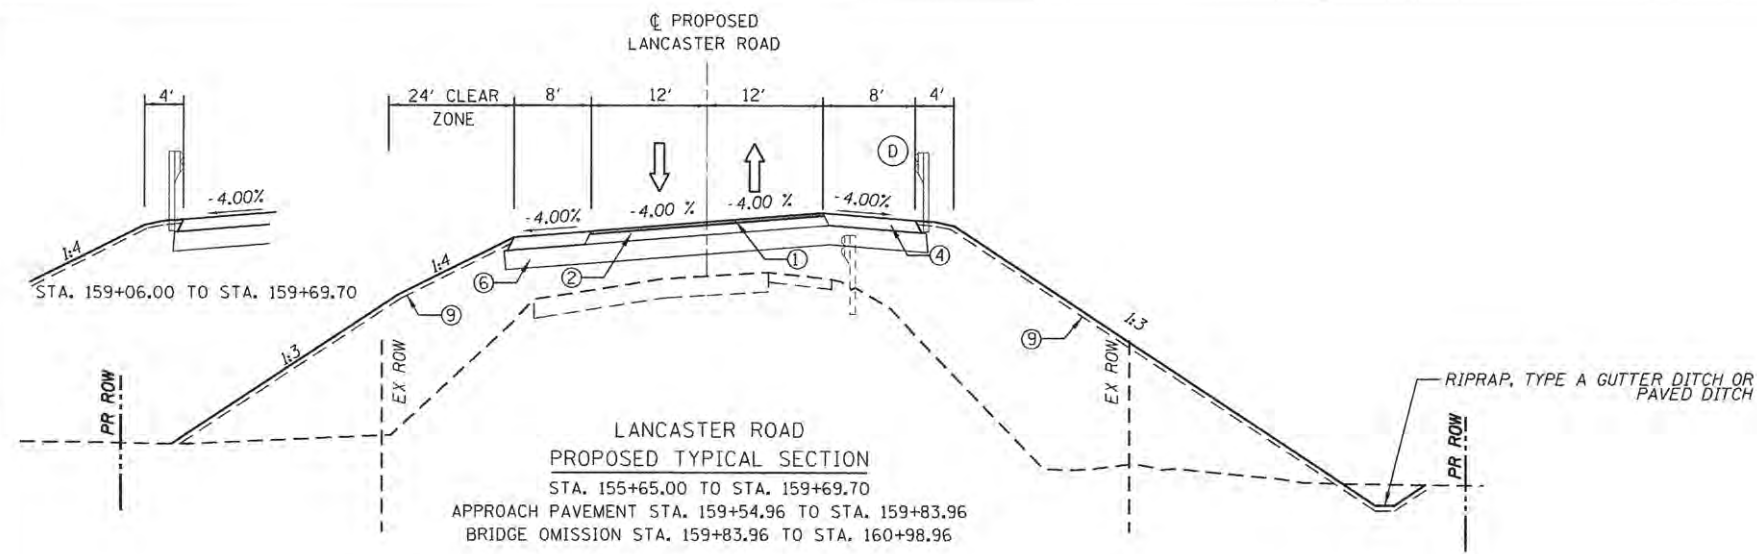 ℄ PROPOSED
LANCASTER ROAD
4'
24' CLEAR
ZONE
8'
12'
12'
8'
4'
D
-4.00%
-4.00%
-4.00 %
-4.00 %
-4.00%
1:4
1:4
6
2
1
4
STA. 159+06.00 TO STA. 159+69.70
9
9
1:3
1:3
PR ROW
EX ROW
EX ROW
PR ROW
RIPRAP, TYPE A GUTTER DITCH OR
PAVED DITCH
LANCASTER ROAD
PROPOSED TYPICAL SECTION
STA. 155+65.00 TO STA. 159+69.70
APPROACH PAVEMENT STA. 159+54.96 TO STA. 159+83.96
BRIDGE OMISSION STA. 159+83.96 TO STA. 160+98.96